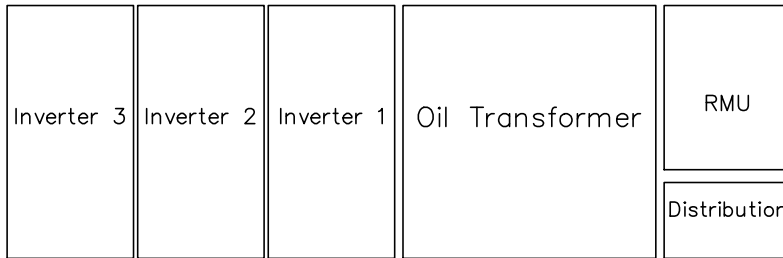 Inverter 3
Inverter 2
Inverter 1
Oil Transformer
RMU
Distribution